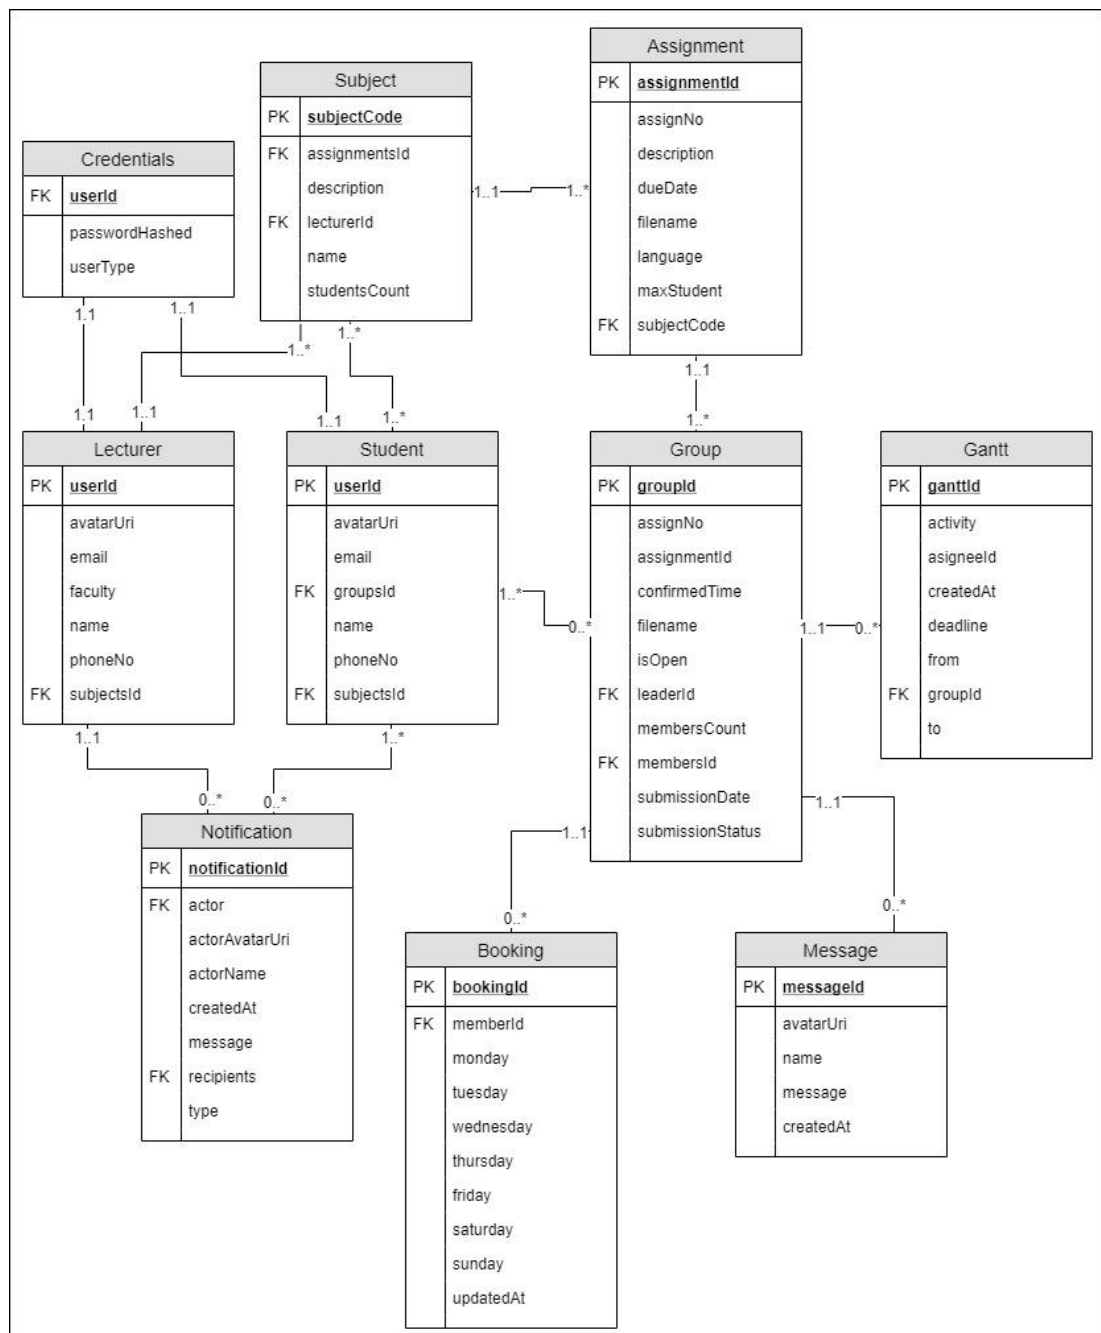 Assignment
PK assignmentId
assignNo
description
dueDate
filename
language
maxStudent
FK subjectCode
Subject
PK subjectCode
FK assignmentsId
description
FK lecturerId
name
studentsCount
Credentials
FK userId
passwordHashed
userType
1..1 1..*
1.1
1..1
1..*
1..*
1..1
1.1
1..1
1..1
1..*
1..*
Lecturer
PK userId
avatarUri
email
faculty
name
phoneNo
FK subjectsId
Student
PK userId
avatarUri
email
FK groupsId
name
phoneNo
FK subjectsId
Group
PK groupId
assignNo
assignmentId
confirmedTime
filename
isOpen
FK leaderId
membersCount
FK membersId
submissionDate
submissionStatus
Gantt
PK ganttId
activity
asigneeId
createdAt
deadline
from
FK groupId
to
1..*
0..*
1..1 0..*
1..1
1..*
0..*
0..*
1..1
1..1
0..*
0..*
Notification
PK notificationId
FK actor
actorAvatarUri
actorName
createdAt
message
FK recipients
type
Booking
PK bookingId
FK memberId
monday
tuesday
wednesday
thursday
friday
saturday
sunday
updatedAt
Message
PK messageId
avatarUri
name
message
createdAt